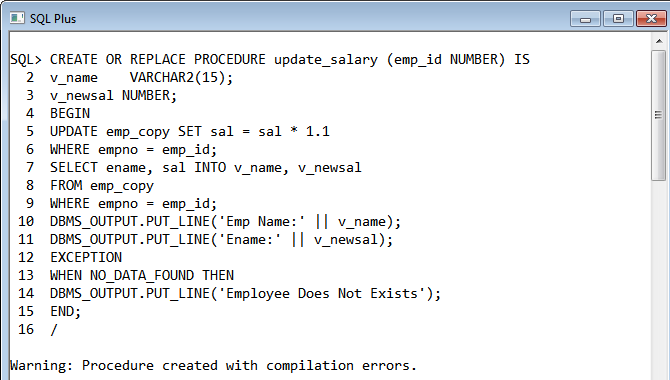 SQL Plus
SQL> CREATE OR REPLACE PROCEDURE update_salary (emp_id NUMBER) IS
2 v_name    VARCHAR2(15);
3 v_newsal NUMBER;
4 BEGIN
5 UPDATE emp_copy SET sal = sal * 1.1
6 WHERE empno = emp_id;
7 SELECT ename, sal INTO v_name, v_newsal
8 FROM emp_copy
9 WHERE empno = emp_id;
10 DBMS_OUTPUT.PUT_LINE('Emp Name:' || v_name);
11 DBMS_OUTPUT.PUT_LINE('Ename:' || v_newsal);
12 EXCEPTION
13 WHEN NO_DATA_FOUND THEN
14 DBMS_OUTPUT.PUT_LINE('Employee Does Not Exists');
15 END;
16 /
Warning: Procedure created with compilation errors.